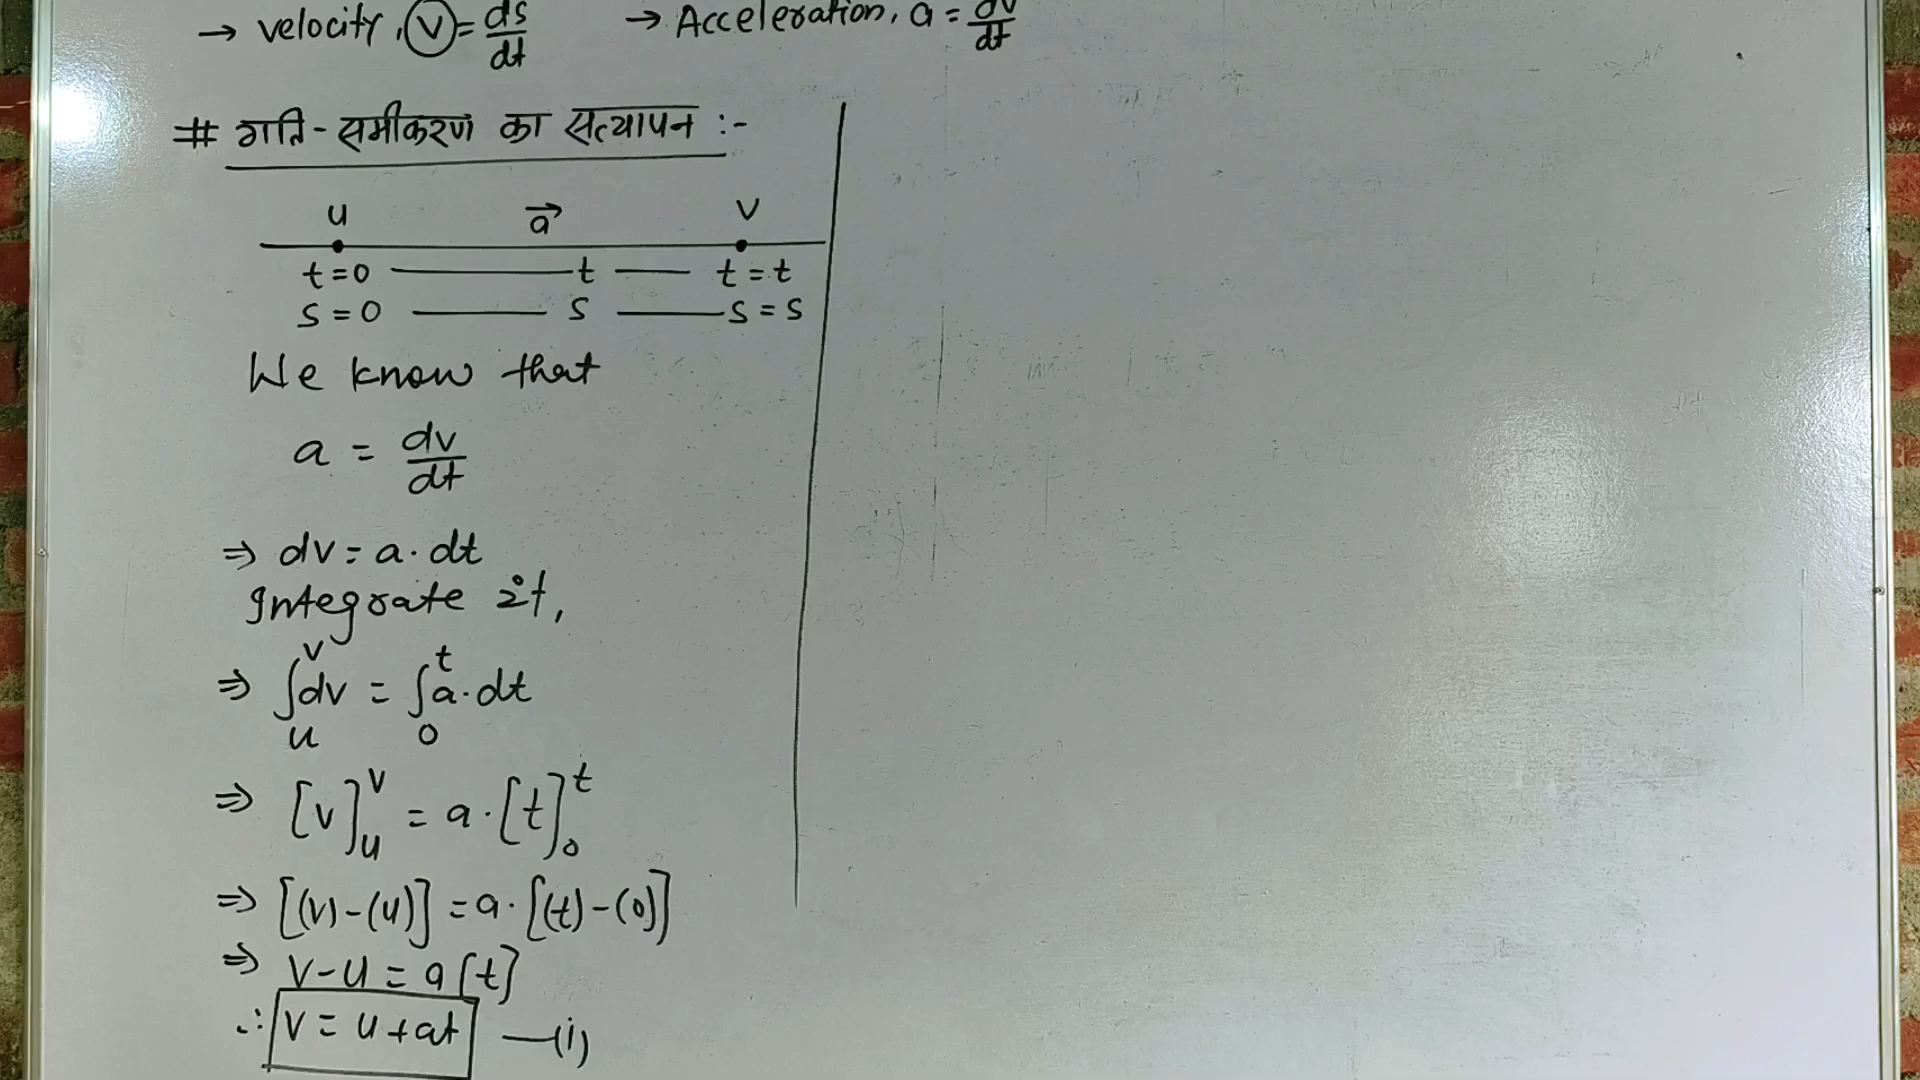 → velocity, v = ds/dt → Acceleration, a = dv/dt
# गति - समीकरण का सत्यापन :-
u a⃗ v
t = 0 — t — t = t
S = 0 — S — S = S
We know that
a = dv/dt
⇒ dv = a · dt
Integrate it,
⇒ ∫ᵤᵛ dv = ∫₀ᵗ a · dt
⇒ [v]ᵤᵛ = a · [t]₀ᵗ
⇒ [(v) - (u)] = a · [(t) - (0)]
⇒ v - u = a [t]
∴ v = u + at —(i)